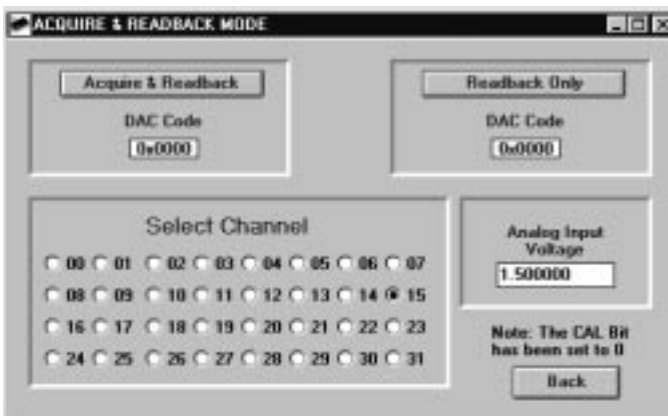 ACQUIRE & READBACK MODE
Acquire & Readback
DAC Code
0x0000
Readback Only
DAC Code
0x0000
Select Channel
00 01 02 03 04 05 06 07
08 09 10 11 12 13 14 15
16 17 18 19 20 21 22 23
24 25 26 27 28 29 30 31
Analog Input
Voltage
1.500000
Note: The CAL Bit
has been set to 0
Back